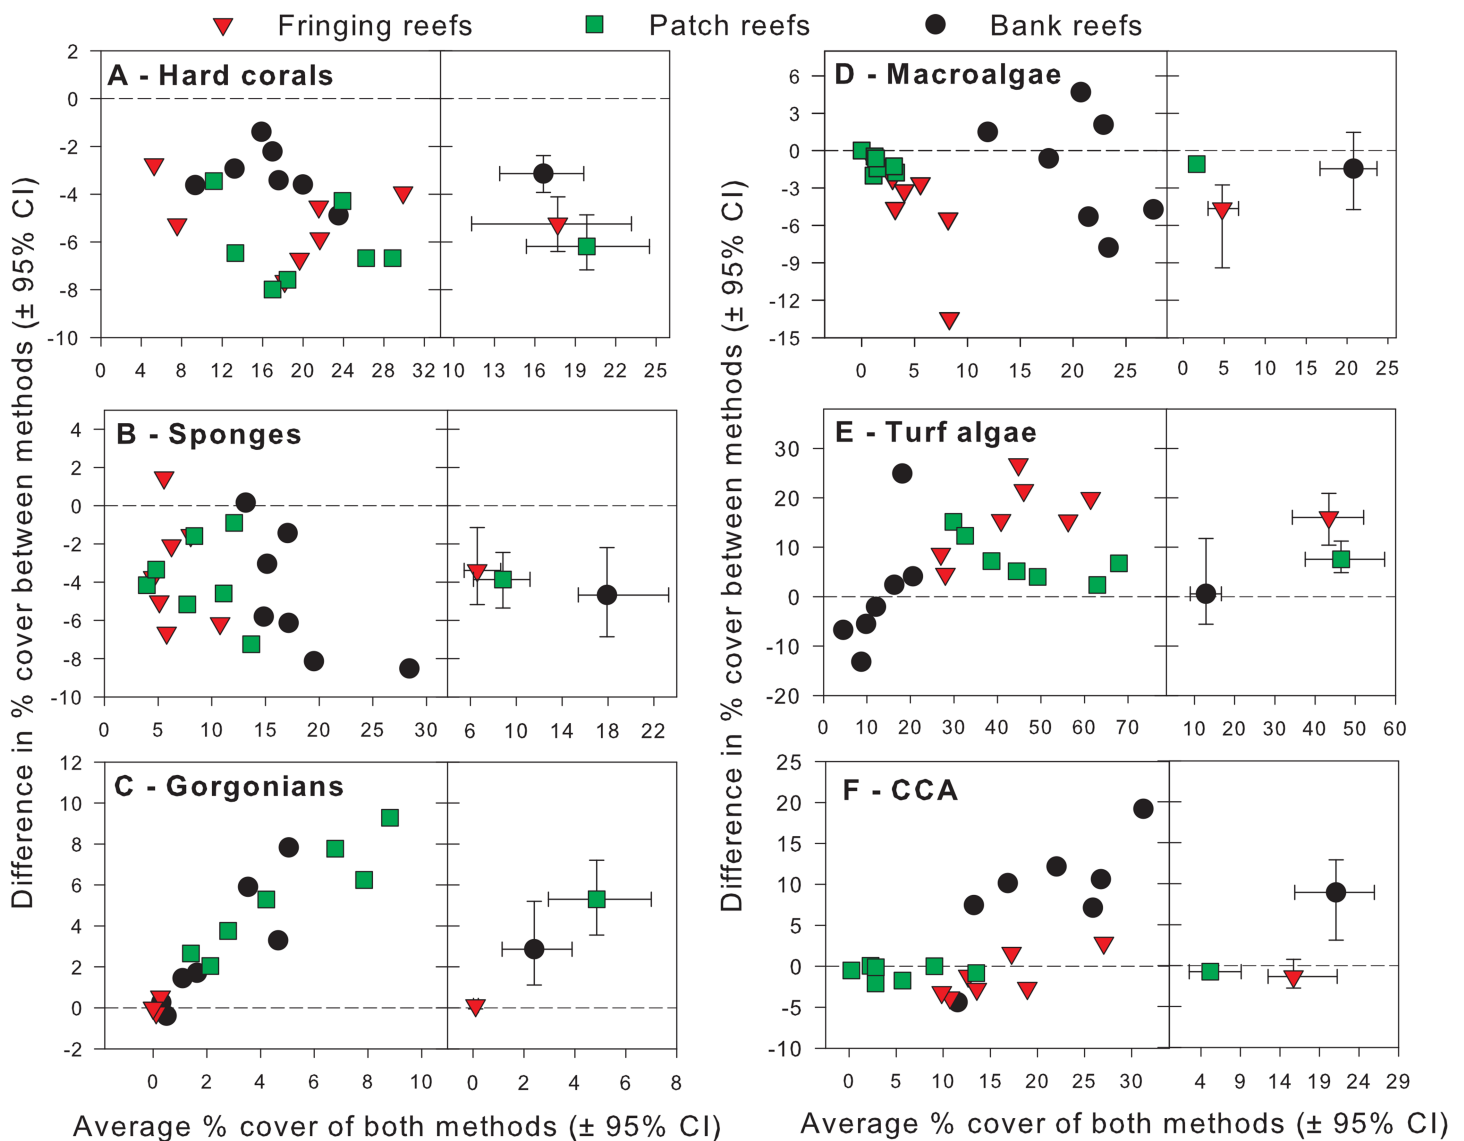 Fringing reefs Patch reefs Bank reefs
A - Hard corals
2
0
-2
-4
-6
-8
-10
0 4 8 12 16 20 24 28 32 10 13 16 19 22 25
D - Macroalgae
6
3
0
-3
-6
-9
-12
-15
0 5 10 15 20 25 0 5 10 15 20 25
B - Sponges
4
2
0
-2
-4
-6
-8
-10
0 5 10 15 20 25 30 6 10 14 18 22
E - Turf algae
30
20
10
0
-10
-20
0 10 20 30 40 50 60 70 10 20 30 40 50 60
C - Gorgonians
12
10
8
6
4
2
0
-2
0 2 4 6 8 10 0 2 4 6 8
F - CCA
25
20
15
10
5
0
-5
-10
0 5 10 15 20 25 30 4 9 14 19 24 29
Difference in % cover between methods (± 95% CI)
Difference in % cover between methods (± 95% CI)
Average % cover of both methods (± 95% CI)
Average % cover of both methods (± 95% CI)